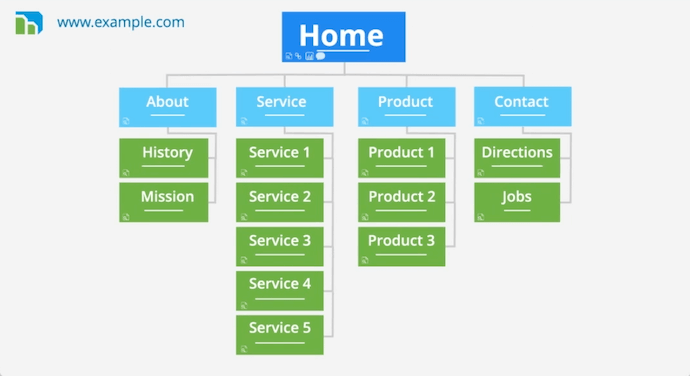 www.example.com
Home
About
Service
Product
Contact
History
Service 1
Product 1
Directions
Mission
Service 2
Product 2
Jobs
Service 3
Product 3
Service 4
Service 5